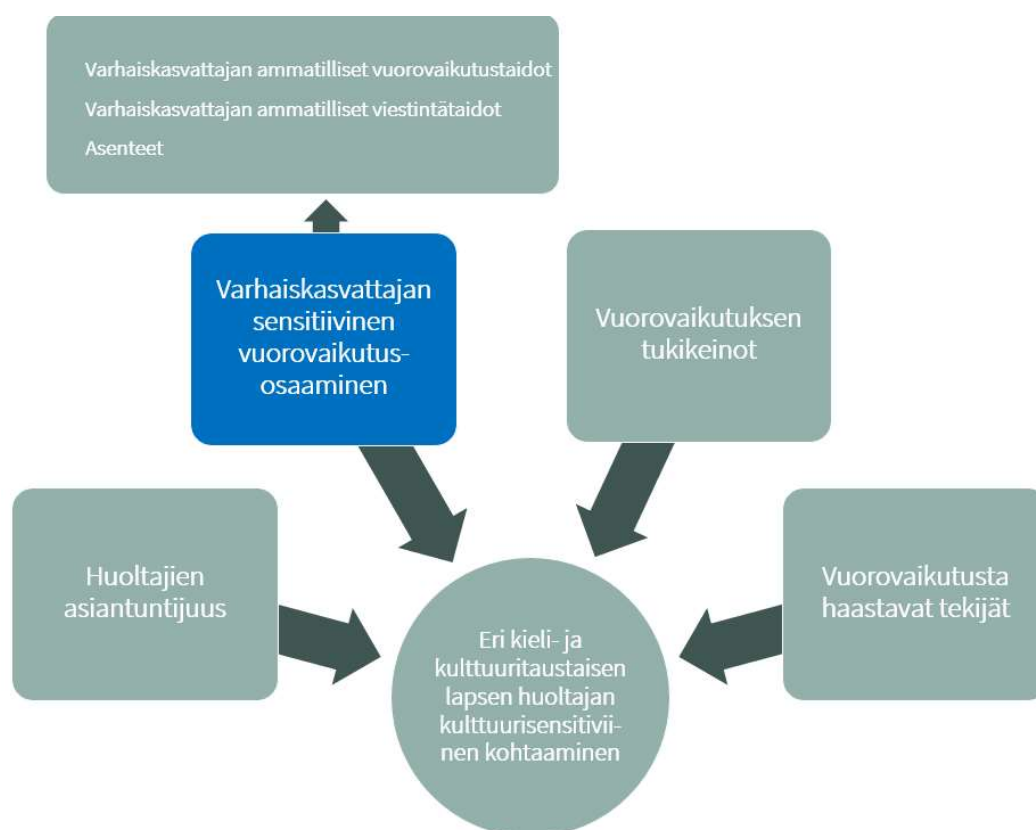 Varhaiskasvattajan ammatilliset vuorovaikutustaidot
Varhaiskasvattajan ammatilliset viestintätaidot
Asenteet
Varhaiskasvattajan
sensitiivinen
vuorovaikutus-
osaaminen
Vuorovaikutuksen
tukikeinot
Huoltajien
asiantuntijuus
Vuorovaikutusta
haastavat tekijät
Eri kieli- ja
kulttuuritaustaisen
lapsen huoltajan
kulttuurisensitivii-
nen kohtaaminen